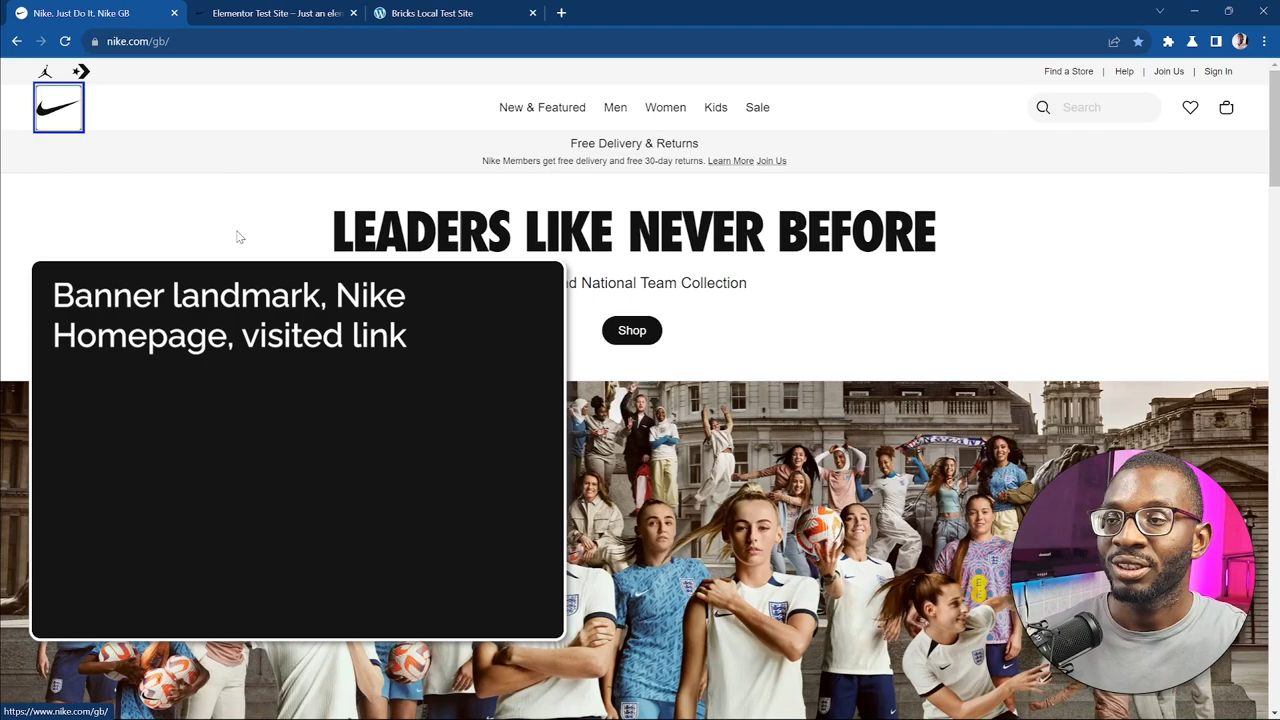 Nike. Just Do It. Nike GB
Elementor Test Site – Just an ele
Bricks Local Test Site
nike.com/gb/
Find a Store | Help | Join Us | Sign In
New & Featured Men Women Kids Sale
Search
Free Delivery & Returns
Nike Members get free delivery and free 30-day returns. Learn More Join Us
LEADERS LIKE NEVER BEFORE
nd National Team Collection
Shop
Banner landmark, Nike
Homepage, visited link
https://www.nike.com/gb/